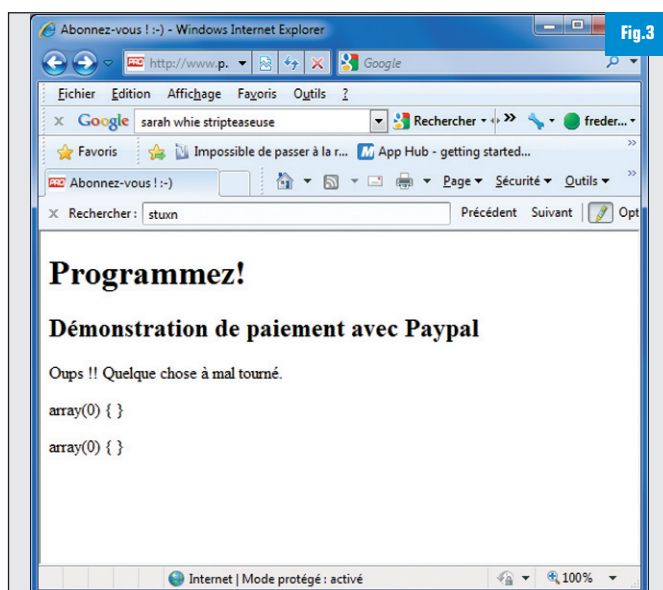 Fig.3
Abonnez-vous ! :-) - Windows Internet Explorer
http://www.p.
Google
Fichier Edition Affichage Favoris Outils ?
x Google sarah whie stripteaseuse Rechercher freder...
Favoris Impossible de passer à la r... App Hub - getting started...
Abonnez-vous ! :-) Page Sécurité Outils
x Rechercher : stuxn Précédent Suivant Opt
Programmez!
Démonstration de paiement avec Paypal
Oups !! Quelque chose à mal tourné.
array(0) { }
array(0) { }
Internet | Mode protégé : activé 100%